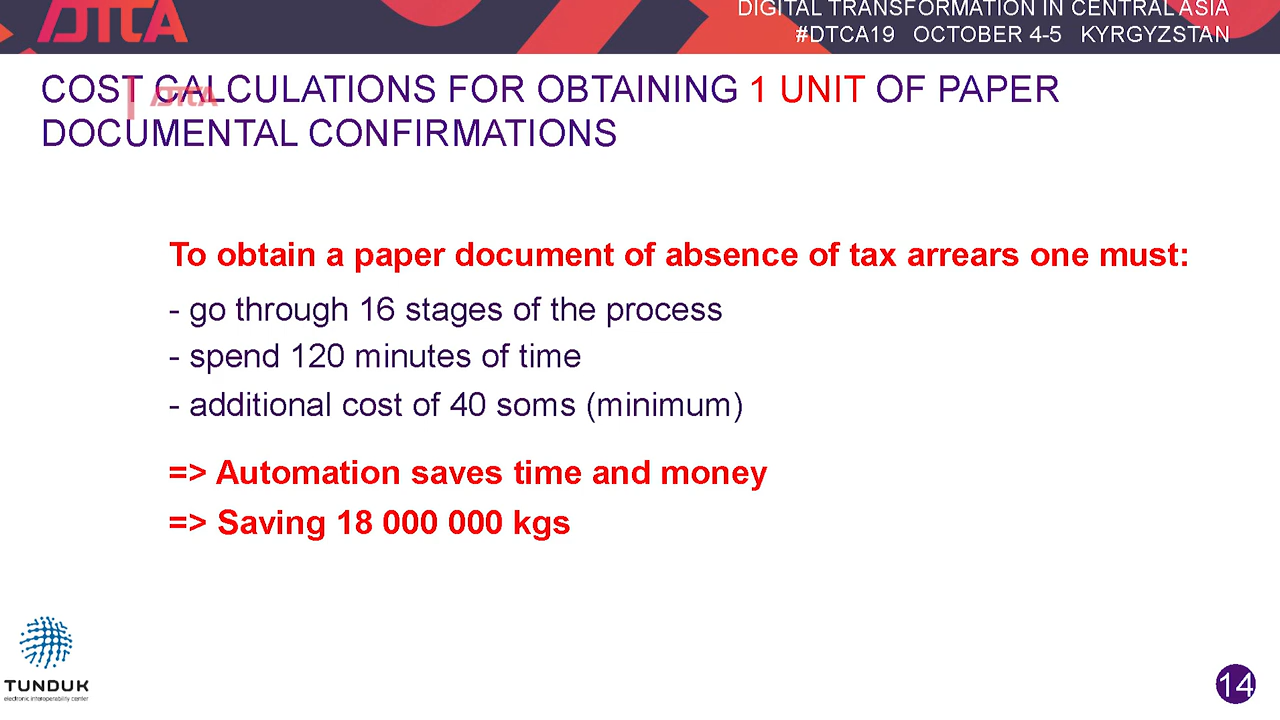 DTCA
DIGITAL TRANSFORMATION IN CENTRAL ASIA
#DTCA19 OCTOBER 4-5 KYRGYZSTAN
COST CALCULATIONS FOR OBTAINING 1 UNIT OF PAPER
DTCA
DOCUMENTAL CONFIRMATIONS
To obtain a paper document of absence of tax arrears one must:
- go through 16 stages of the process
- spend 120 minutes of time
- additional cost of 40 soms (minimum)
=> Automation saves time and money
=> Saving 18 000 000 kgs
TUNDUK
electronic interoperability center
14